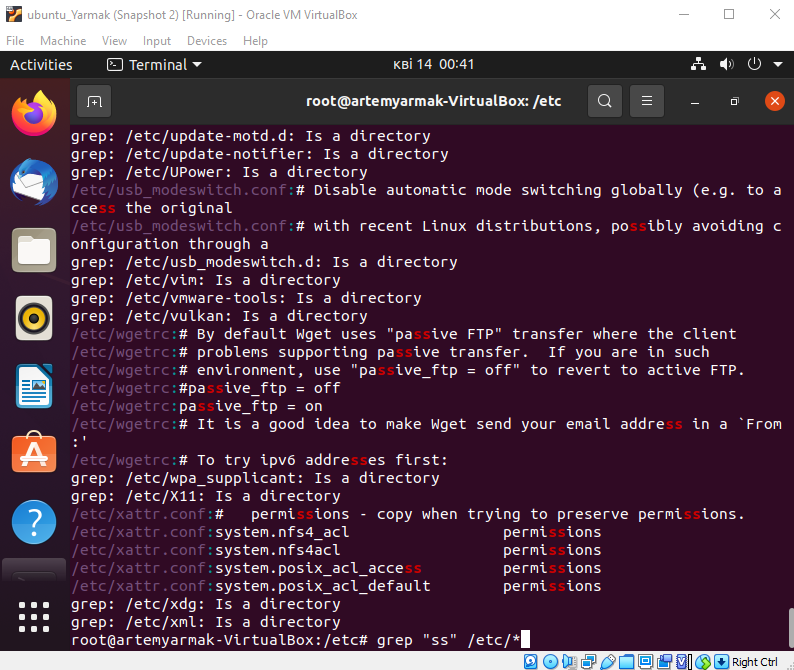 ubuntu_Yarmak (Snapshot 2) [Running] - Oracle VM VirtualBox
File Machine View Input Devices Help
Activities Terminal кві 14 00:41
root@artemyarmak-VirtualBox: /etc
grep: /etc/update-motd.d: Is a directory
grep: /etc/update-notifier: Is a directory
grep: /etc/UPower: Is a directory
/etc/usb_modeswitch.conf:# Disable automatic mode switching globally (e.g. to a
ccess the original
/etc/usb_modeswitch.conf:# with recent Linux distributions, possibly avoiding c
onfiguration through a
grep: /etc/usb_modeswitch.d: Is a directory
grep: /etc/vim: Is a directory
grep: /etc/vmware-tools: Is a directory
grep: /etc/vulkan: Is a directory
/etc/wgetrc:# By default Wget uses "passive FTP" transfer where the client
/etc/wgetrc:# problems supporting passive transfer.  If you are in such
/etc/wgetrc:# environment, use "passive_ftp = off" to revert to active FTP.
/etc/wgetrc:#passive_ftp = off
/etc/wgetrc:passive_ftp = on
/etc/wgetrc:# It is a good idea to make Wget send your email address in a `From
:'
/etc/wgetrc:# To try ipv6 addresses first:
grep: /etc/wpa_supplicant: Is a directory
grep: /etc/X11: Is a directory
/etc/xattr.conf:#   permissions - copy when trying to preserve permissions.
/etc/xattr.conf:system.nfs4_acl                 permissions
/etc/xattr.conf:system.nfs4acl                  permissions
/etc/xattr.conf:system.posix_acl_access         permissions
/etc/xattr.conf:system.posix_acl_default        permissions
grep: /etc/xdg: Is a directory
grep: /etc/xml: Is a directory
root@artemyarmak-VirtualBox:/etc# grep "ss" /etc/*
Right Ctrl